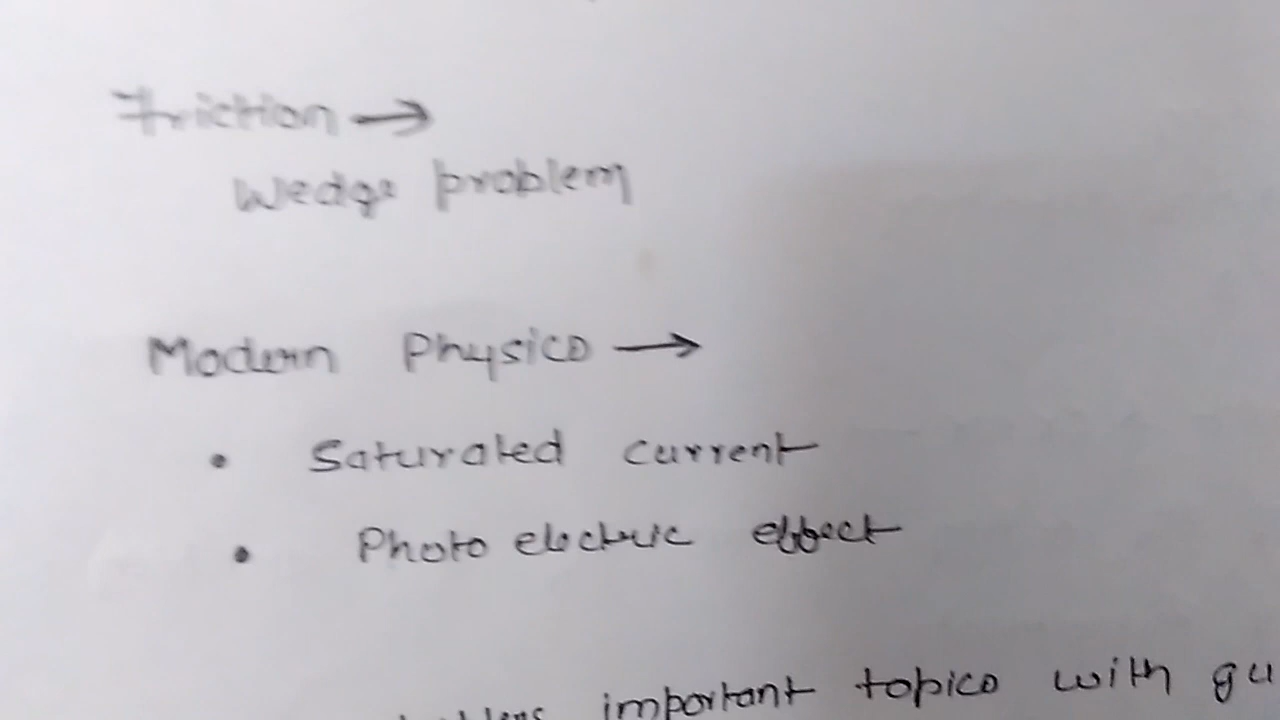 Friction →
Wedge problem
Modern Physics →
• Saturated current
• Photo electric effect
important topics with